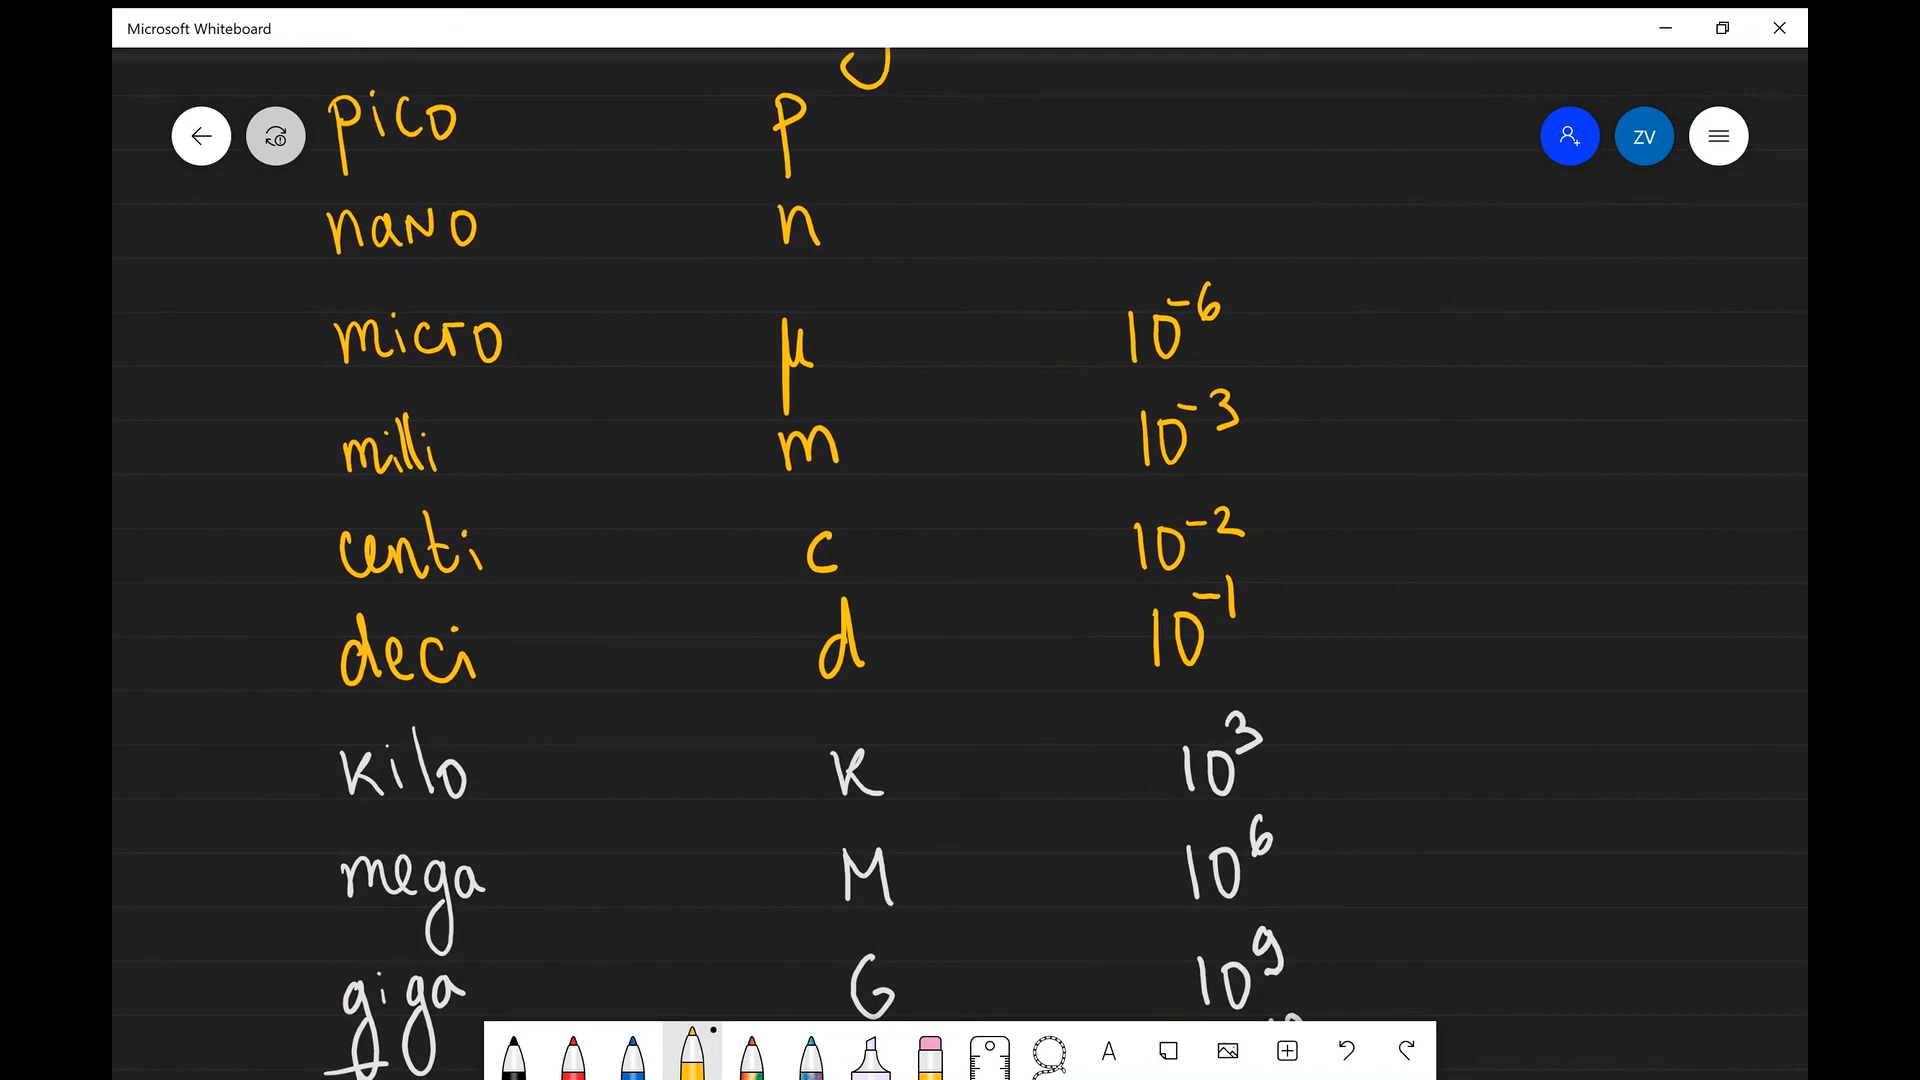 Microsoft Whiteboard
pico p
ZV
nano n
micro μ 10⁻⁶
milli m 10⁻³
centi c 10⁻²
deci d 10⁻¹
kilo K 10³
mega M 10⁶
giga G 10⁹
A